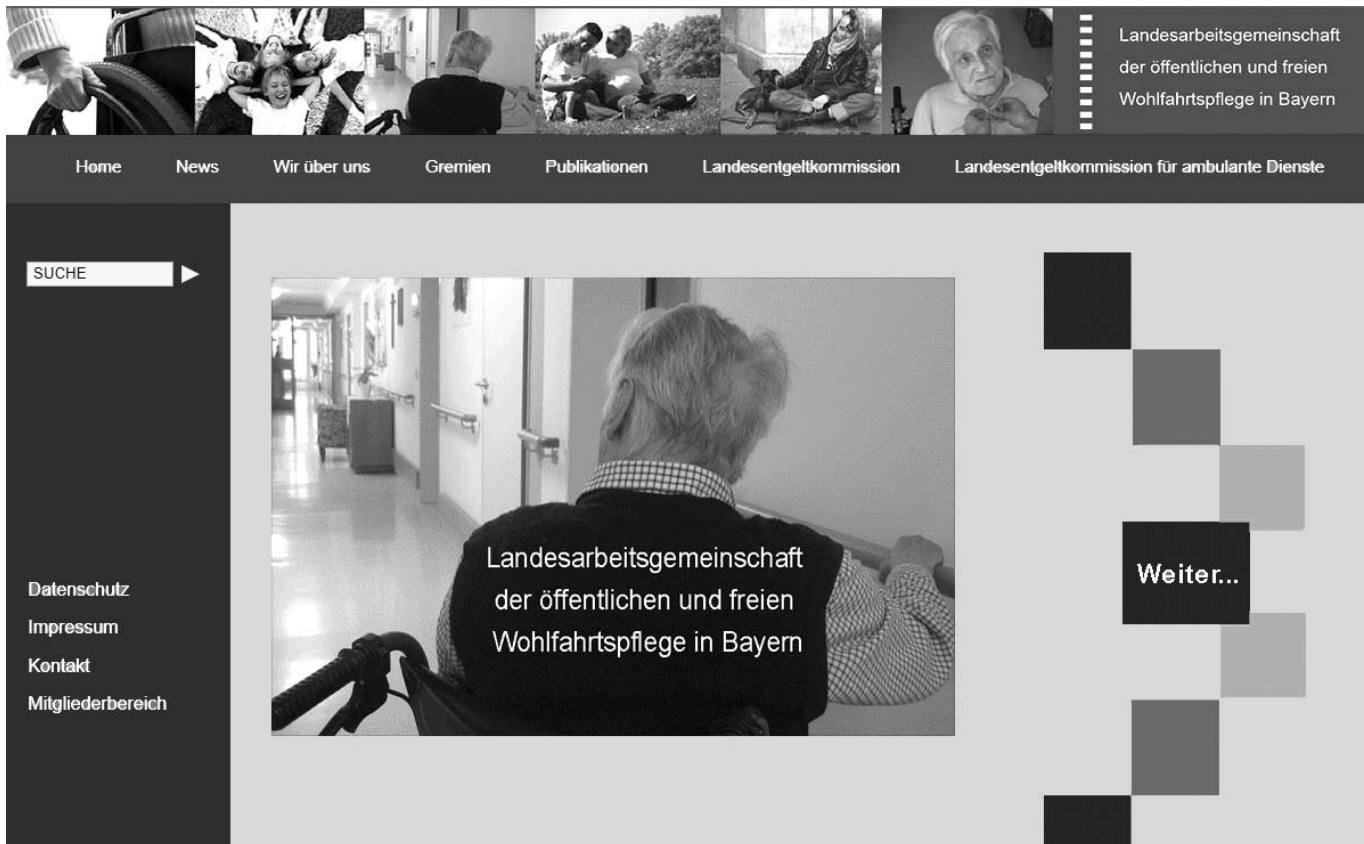 Landesarbeitsgemeinschaft
der öffentlichen und freien
Wohlfahrtspflege in Bayern
Home News Wir über uns Gremien Publikationen Landesentgeltkommission Landesentgeltkommission für ambulante Dienste
SUCHE
Landesarbeitsgemeinschaft
der öffentlichen und freien
Wohlfahrtspflege in Bayern
Weiter...
Datenschutz
Impressum
Kontakt
Mitgliederbereich